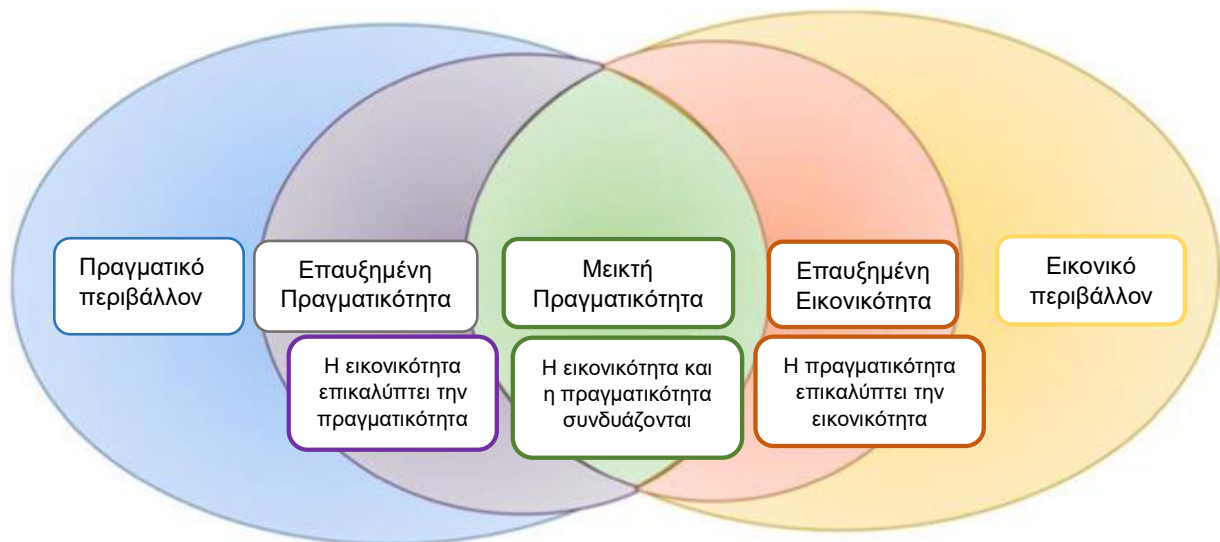 Πραγματικό
περιβάλλον
Επαυξημένη
Πραγματικότητα
Μεικτή
Πραγματικότητα
Επαυξημένη
Εικονικότητα
Εικονικό
περιβάλλον
Η εικονικότητα
επικαλύπτει την
πραγματικότητα
Η εικονικότητα και
η πραγματικότητα
συνδυάζονται
Η πραγματικότητα
επικαλύπτει την
εικονικότητα